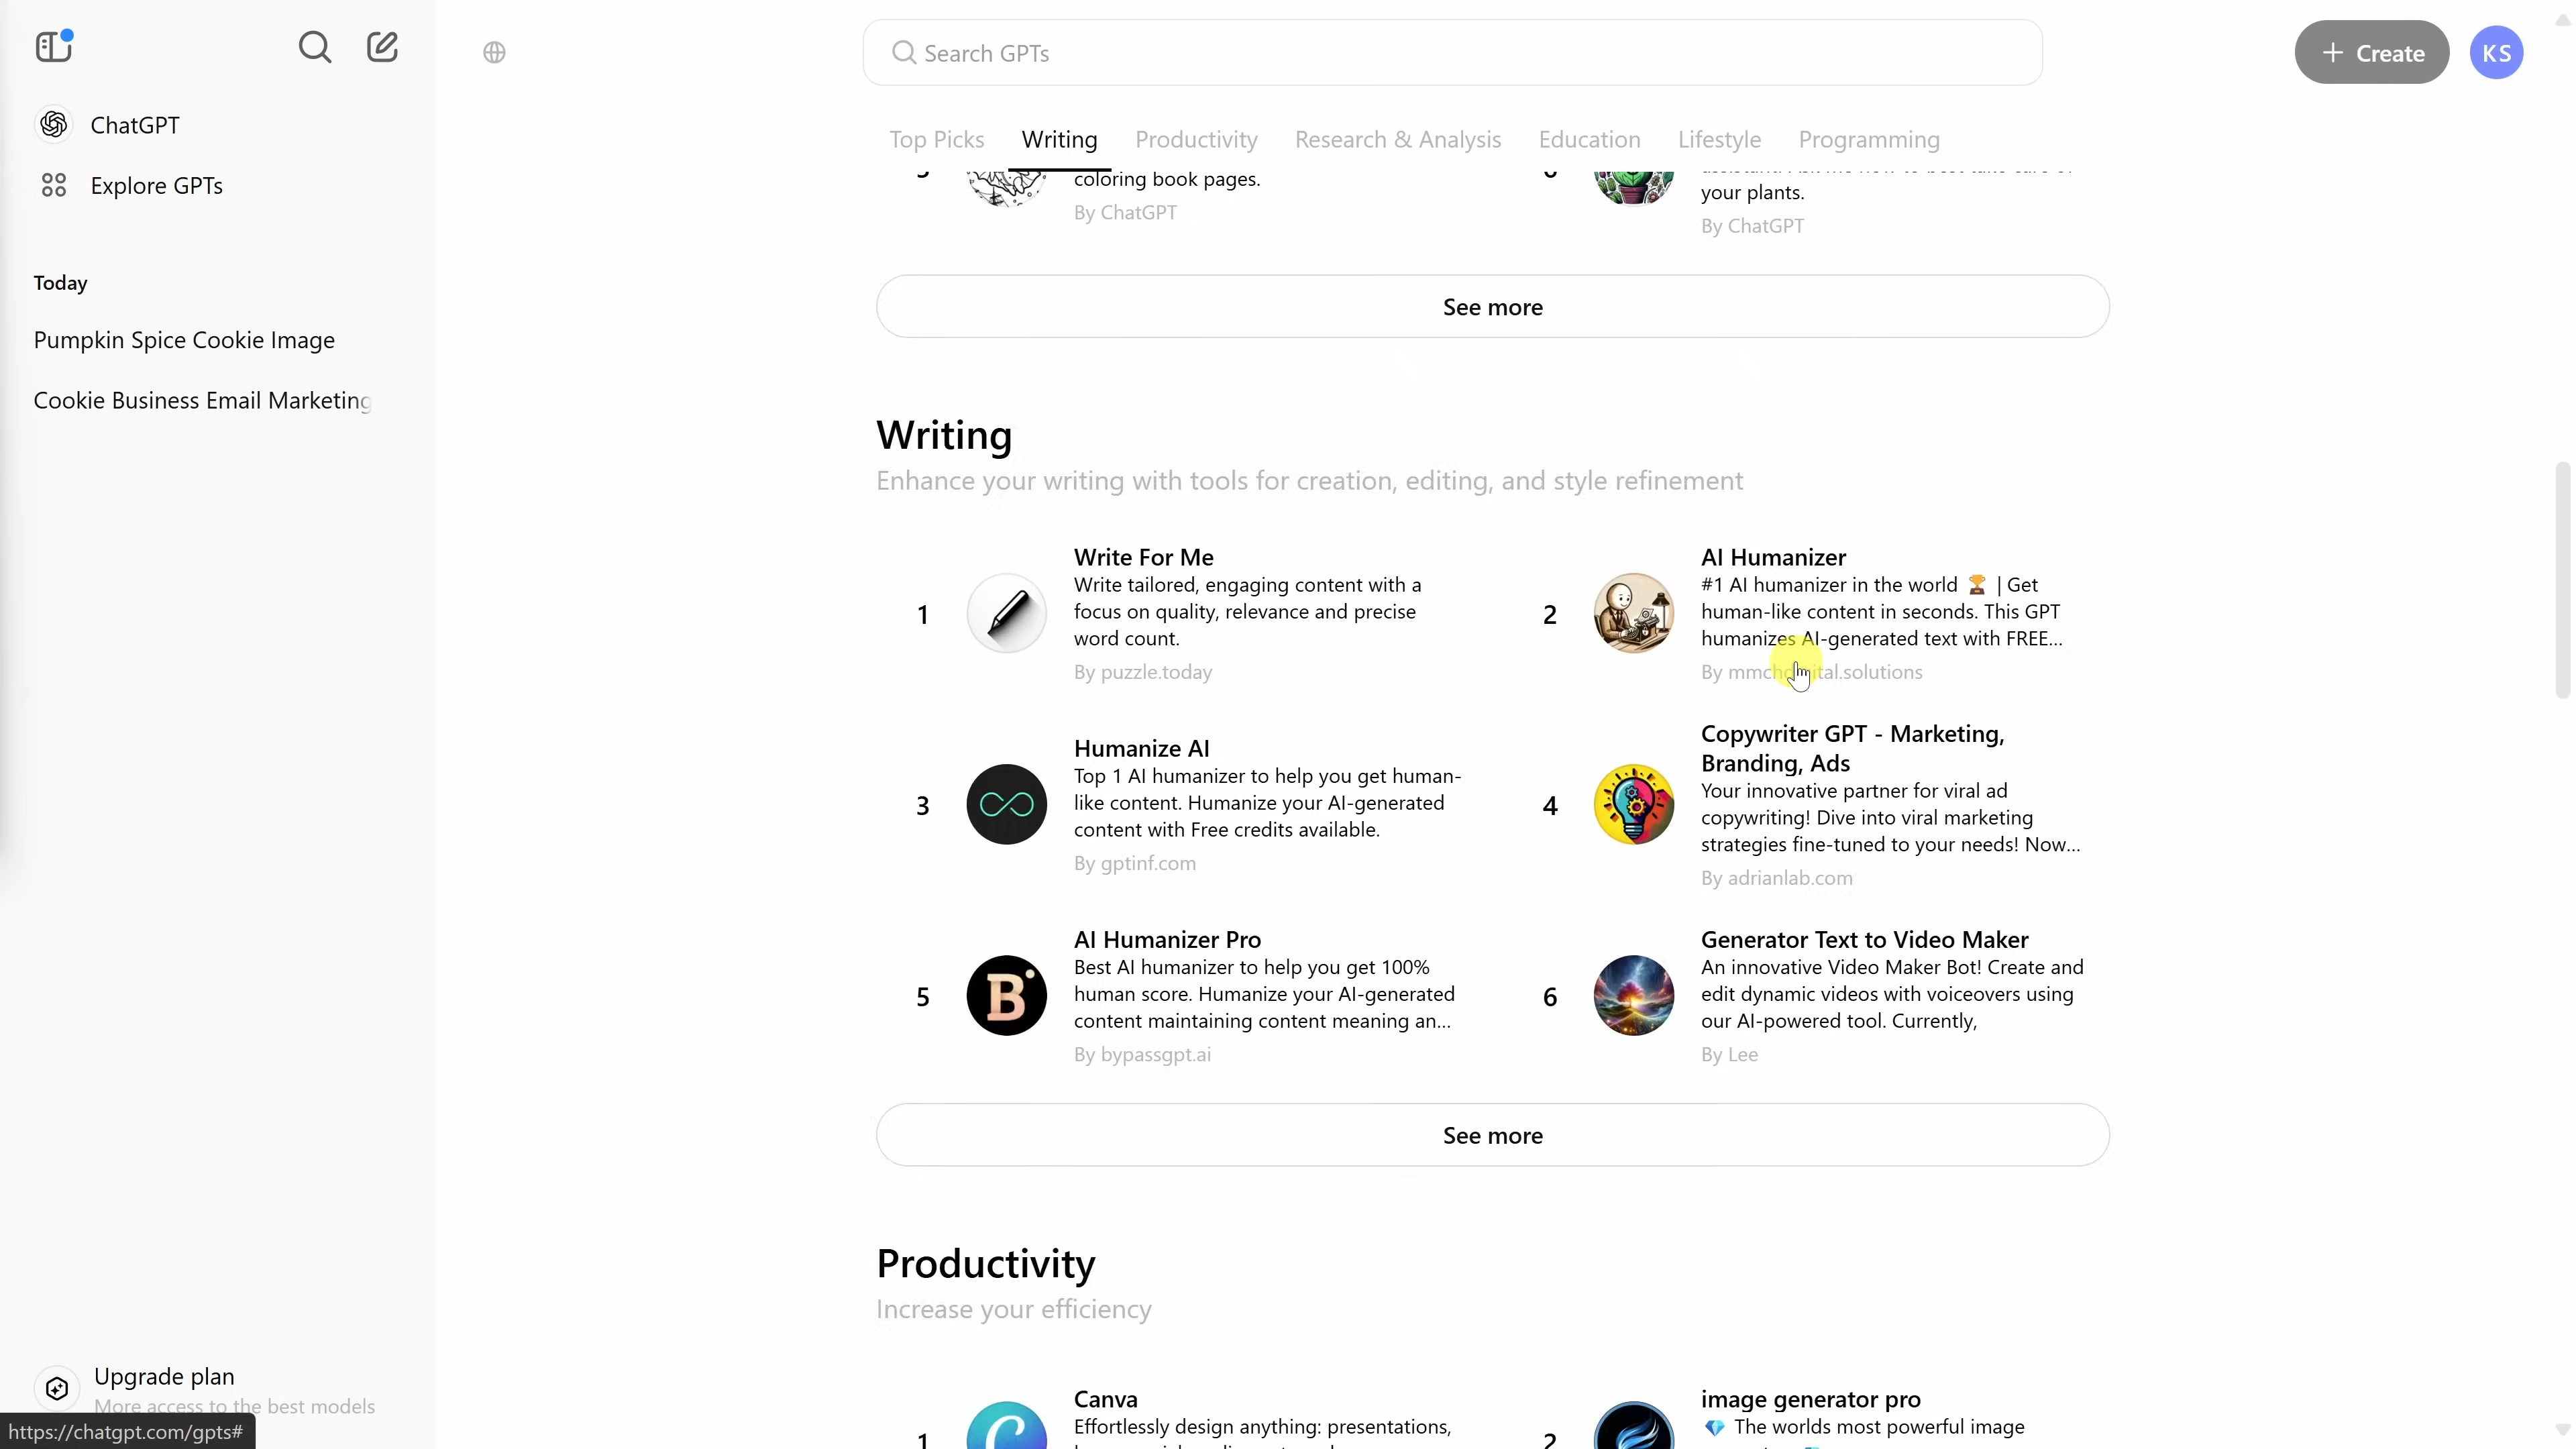 ChatGPT
Explore GPTs
Today
Pumpkin Spice Cookie Image
Cookie Business Email Marketing
Upgrade plan
More access to the best models
https://chatgpt.com/gpts#
Search GPTs
Create
KS
Top Picks
Writing
Productivity
Research & Analysis
Education
Lifestyle
Programming
coloring book pages.
By ChatGPT
your plants.
By ChatGPT
See more
Writing
Enhance your writing with tools for creation, editing, and style refinement
1
Write For Me
Write tailored, engaging content with a
focus on quality, relevance and precise
word count.
By puzzle.today
2
AI Humanizer
#1 AI humanizer in the world 🏆 | Get
human-like content in seconds. This GPT
humanizes AI-generated text with FREE...
By
3
Humanize AI
Top 1 AI humanizer to help you get human-
like content. Humanize your AI-generated
content with Free credits available.
By gptinf.com
4
Copywriter GPT - Marketing,
Branding, Ads
Your innovative partner for viral ad
copywriting! Dive into viral marketing
strategies fine-tuned to your needs! Now...
By adrianlab.com
5
AI Humanizer Pro
Best AI humanizer to help you get 100%
human score. Humanize your AI-generated
content maintaining content meaning an...
By bypassgpt.ai
6
Generator Text to Video Maker
An innovative Video Maker Bot! Create and
edit dynamic videos with voiceovers using
our AI-powered tool. Currently,
By Lee
See more
Productivity
Increase your efficiency
1
Canva
Effortlessly design anything: presentations,
2
image generator pro
💎 The worlds most powerful image